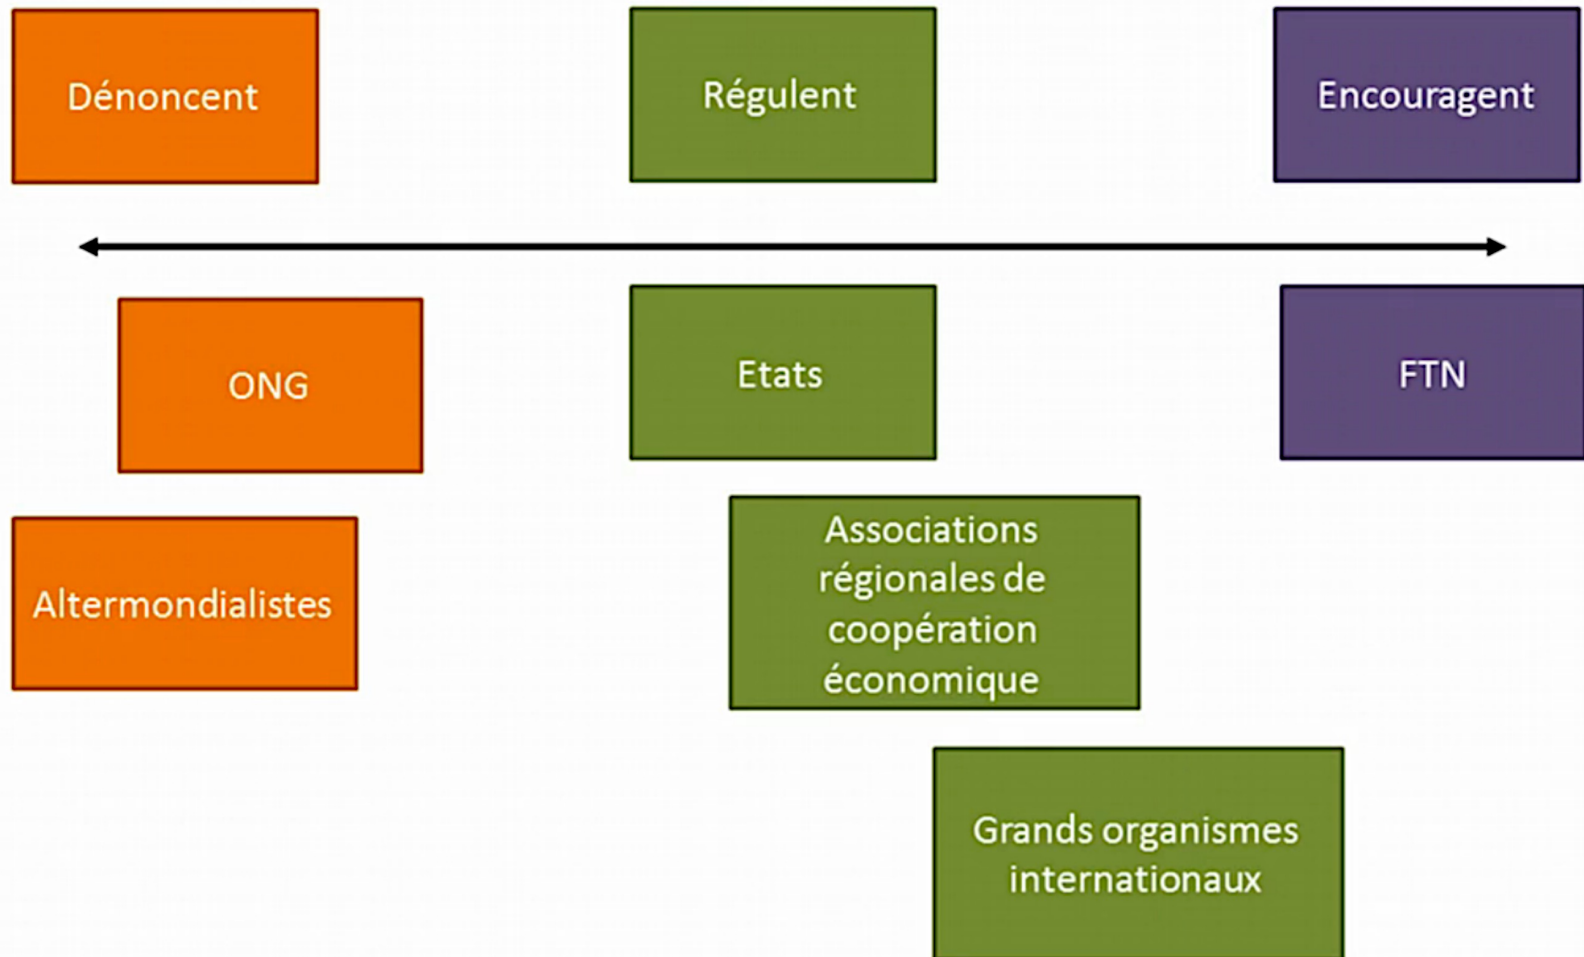 Dénoncent
Régulent
Encouragent
ONG
Etats
FTN
Altermondialistes
Associations
régionales de
coopération
économique
Grands organismes
internationaux